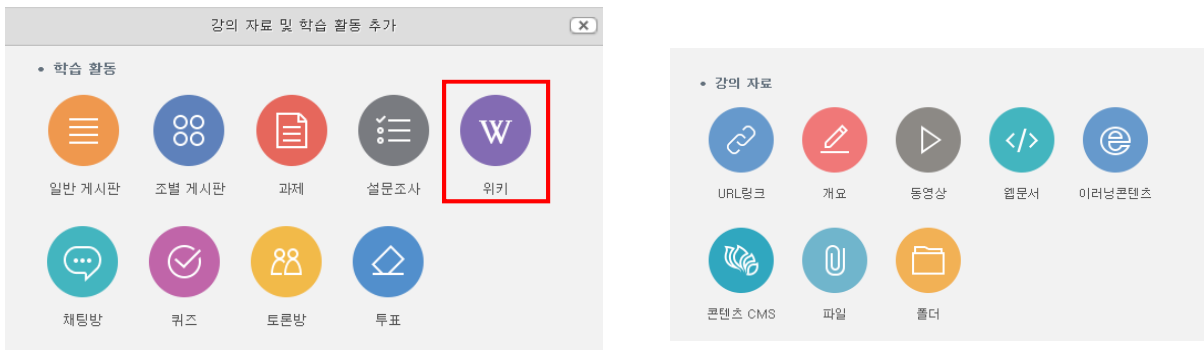 강의 자료 및 학습 활동 추가
• 학습 활동
일반 게시판 조별 게시판 과제 설문조사 위키
W
채팅방 퀴즈 토론방 투표
• 강의 자료
URL링크 개요 동영상 웹문서 이러닝콘텐츠
콘텐츠 CMS 파일 폴더